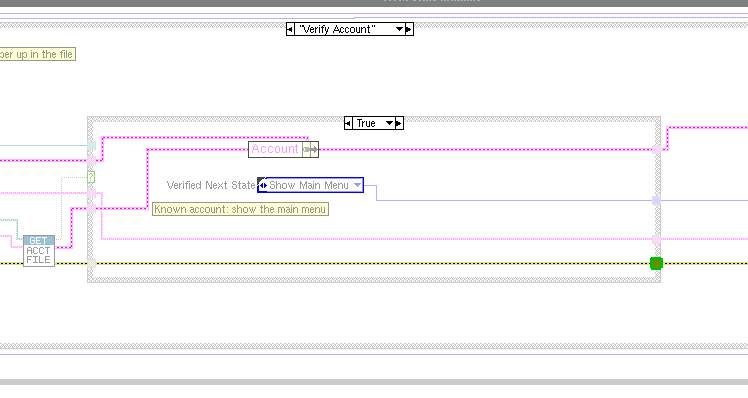 "Verify Account"
per up in the file
True
Account
Verified Next State
Show Main Menu
?
Known account: show the main menu
GET
ACCT
FILE